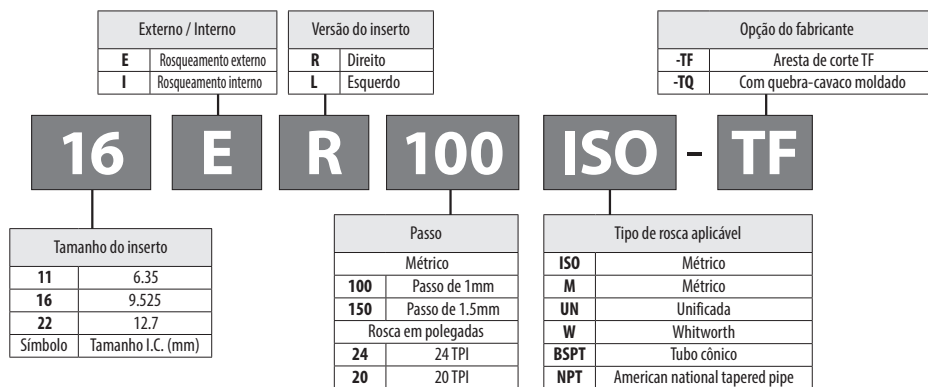 Externo / Interno
E Rosqueamento externo
I Rosqueamento interno
Versão do inserto
R Direito
L Esquerdo
Opção do fabricante
-TF Aresta de corte TF
-TQ Com quebra-cavaco moldado
16 E R 100 ISO - TF
Tamanho do inserto
11 6.35
16 9.525
22 12.7
Símbolo Tamanho I.C. (mm)
Passo
Métrico
100 Passo de 1mm
150 Passo de 1.5mm
Rosca em polegadas
24 24 TPI
20 20 TPI
Tipo de rosca aplicável
ISO Métrico
M Métrico
UN Unificada
W Whitworth
BSPT Tubo cônico
NPT American national tapered pipe